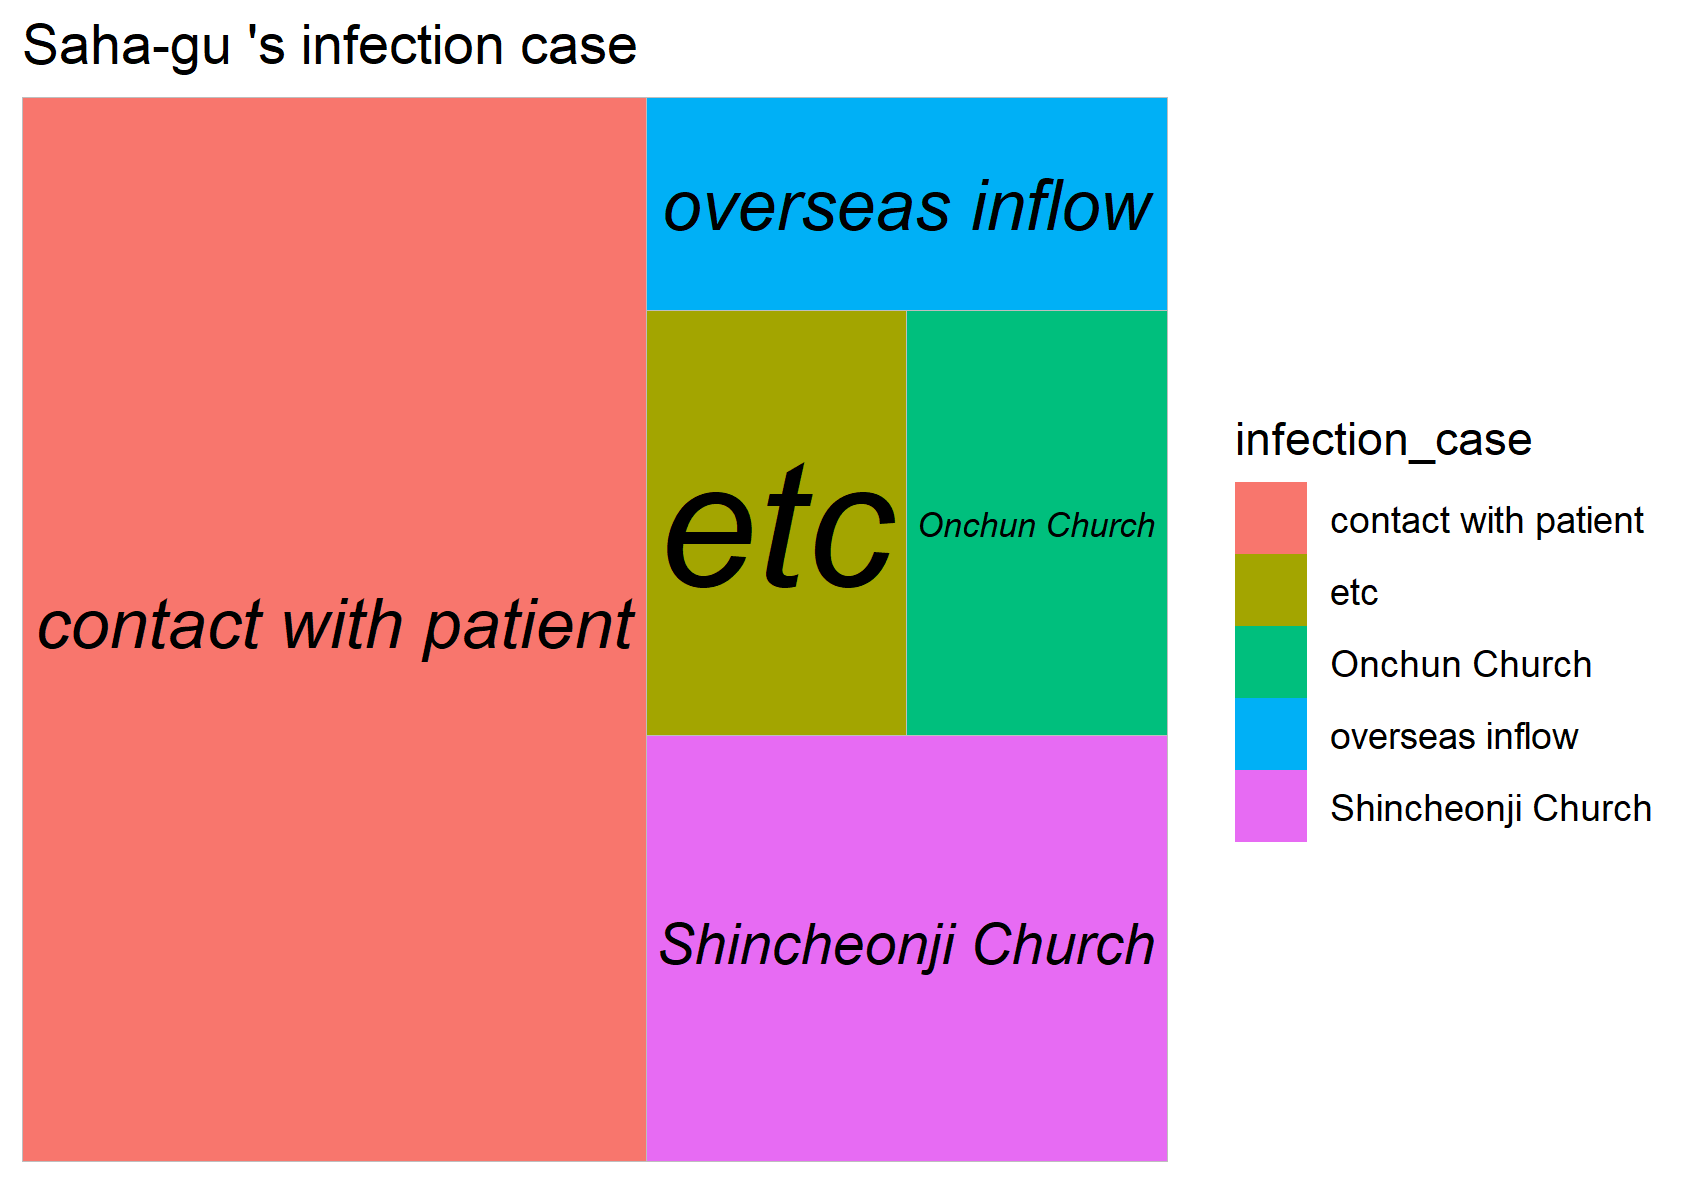 Saha-gu 's infection case
overseas inflow
etc
Onchun Church
contact with patient
Shincheonji Church
infection_case
contact with patient
etc
Onchun Church
overseas inflow
Shincheonji Church